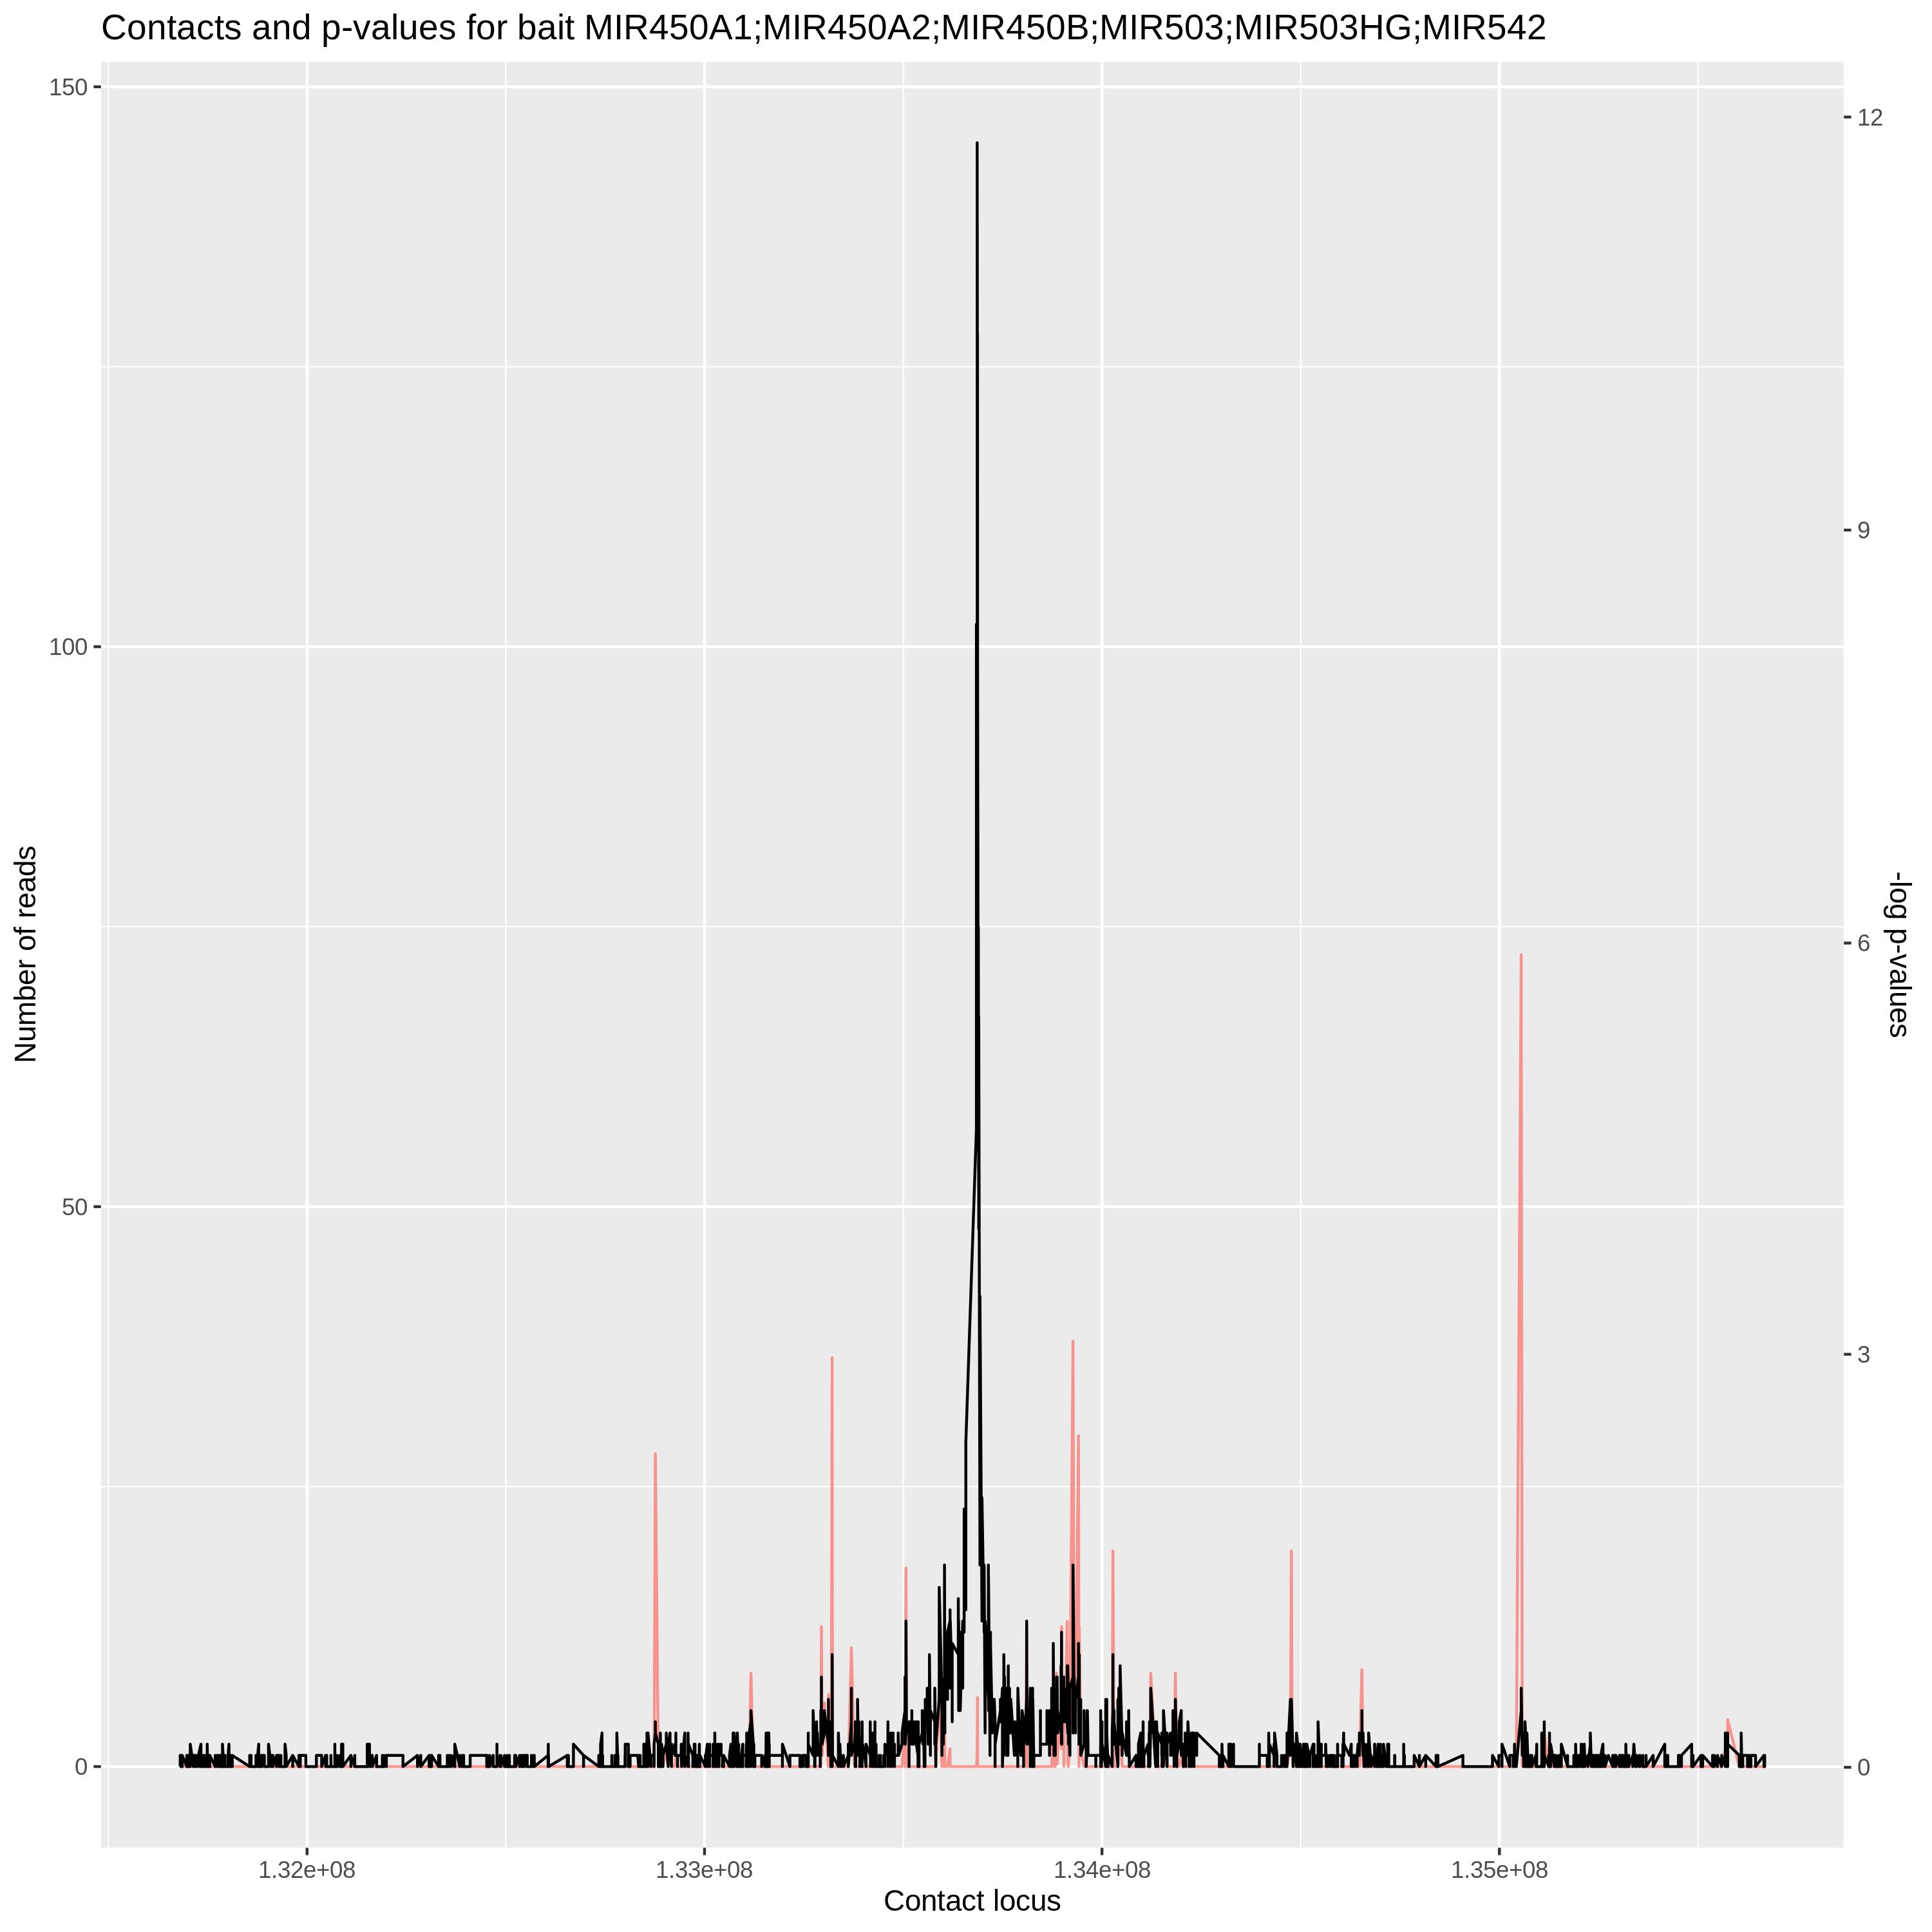 Contacts and p-values for bait MIR450A1;MIR450A2;MIR450B;MIR503;MIR503HG;MIR542
150
100
50
0
Number of reads
12
9
6
3
0
-log p-values
1.32e+08
1.33e+08
1.34e+08
1.35e+08
Contact locus